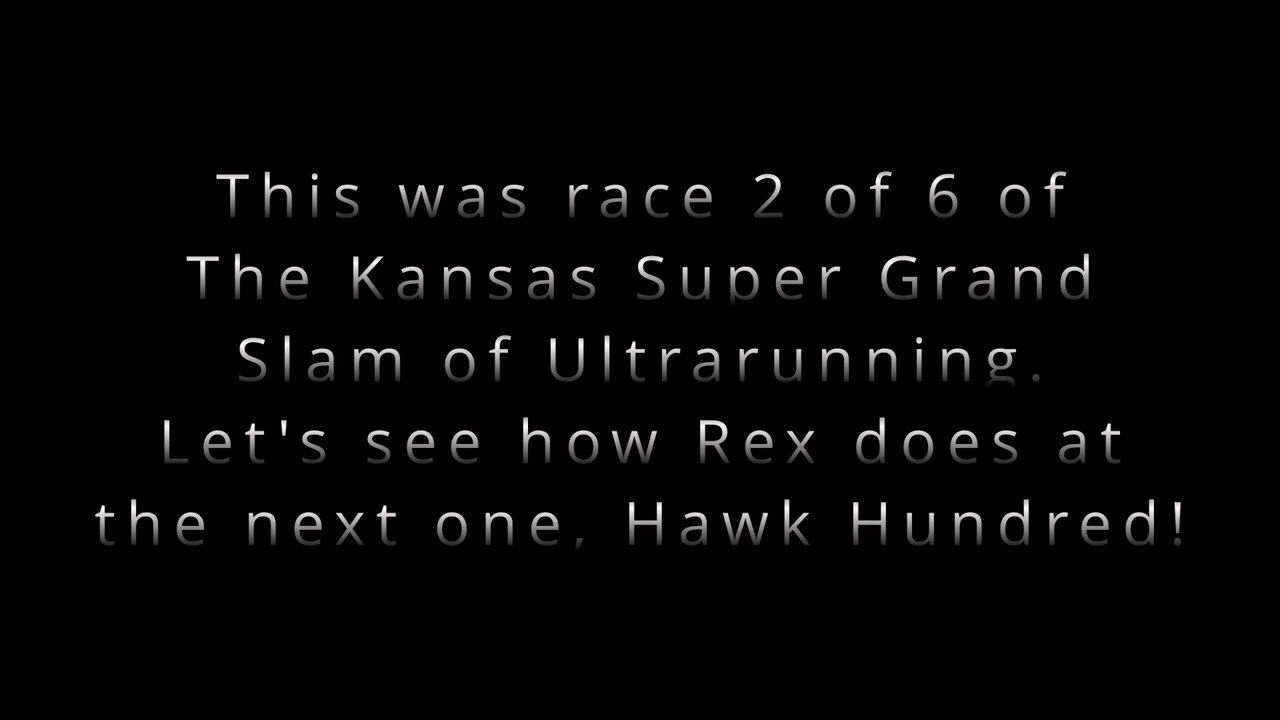 This was race 2 of 6 of
The Kansas Super Grand
Slam of Ultrarunning.
Let's see how Rex does at
the next one, Hawk Hundred!